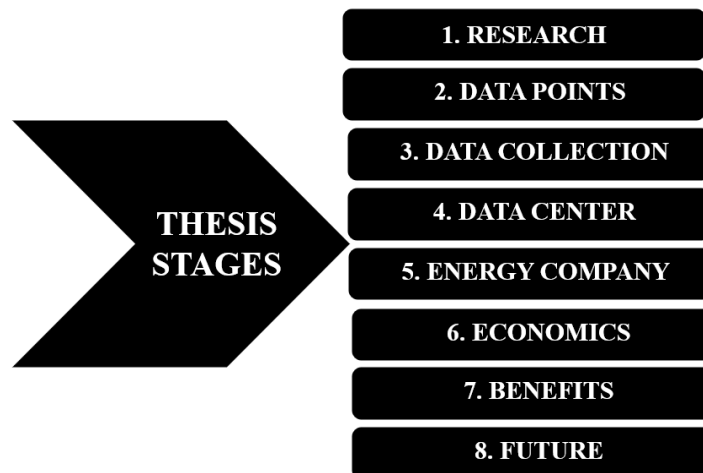 THESIS
STAGES
1. RESEARCH
2. DATA POINTS
3. DATA COLLECTION
4. DATA CENTER
5. ENERGY COMPANY
6. ECONOMICS
7. BENEFITS
8. FUTURE